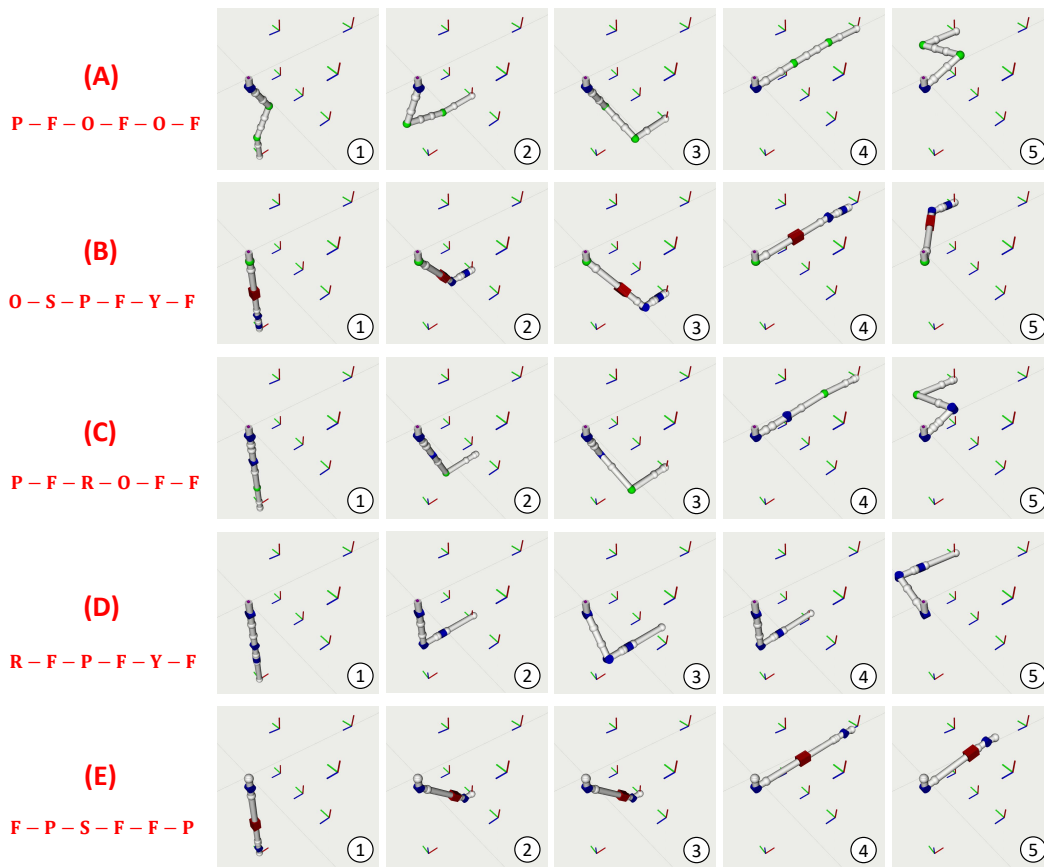 (A)
P – F – O – F – O – F
① ② ③ ④ ⑤
(B)
O – S – P – F – Y – F
① ② ③ ④ ⑤
(C)
P – F – R – O – F – F
① ② ③ ④ ⑤
(D)
R – F – P – F – Y – F
① ② ③ ④ ⑤
(E)
F – P – S – F – F – P
① ② ③ ④ ⑤